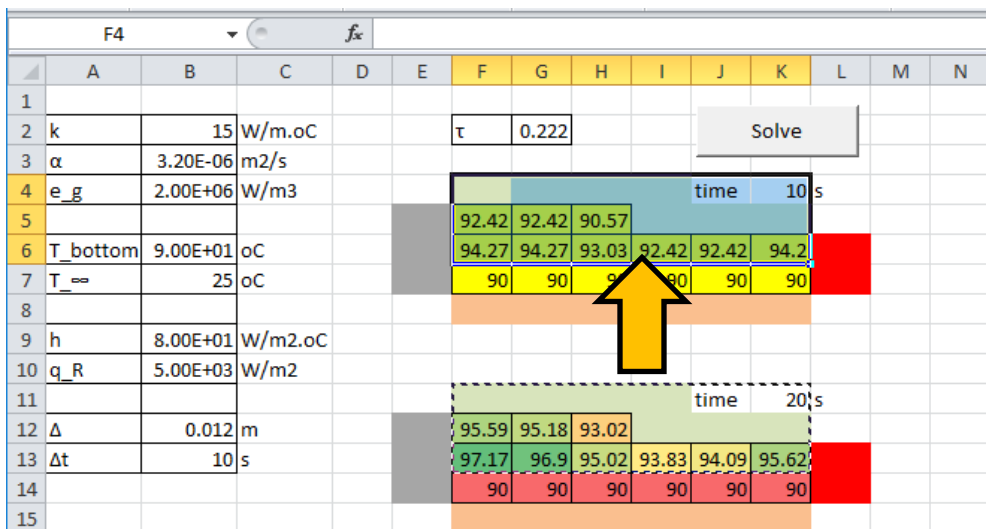 F4 fx
A B C D E F G H I J K L M N
1
2 k 15 W/m.oC τ 0.222 Solve
3 α 3.20E-06 m2/s
4 e_g 2.00E+06 W/m3 time 10 s
5 92.42 92.42 90.57
6 T_bottom 9.00E+01 oC 94.27 94.27 93.03 92.42 92.42 94.2
7 T_∞ 25 oC 90 90 90 90 90
8
9 h 8.00E+01 W/m2.oC
10 q_R 5.00E+03 W/m2
11 time 20 s
12 Δ 0.012 m 95.59 95.18 93.02
13 Δt 10 s 97.17 96.9 95.02 93.83 94.09 95.62
14 90 90 90 90 90 90
15